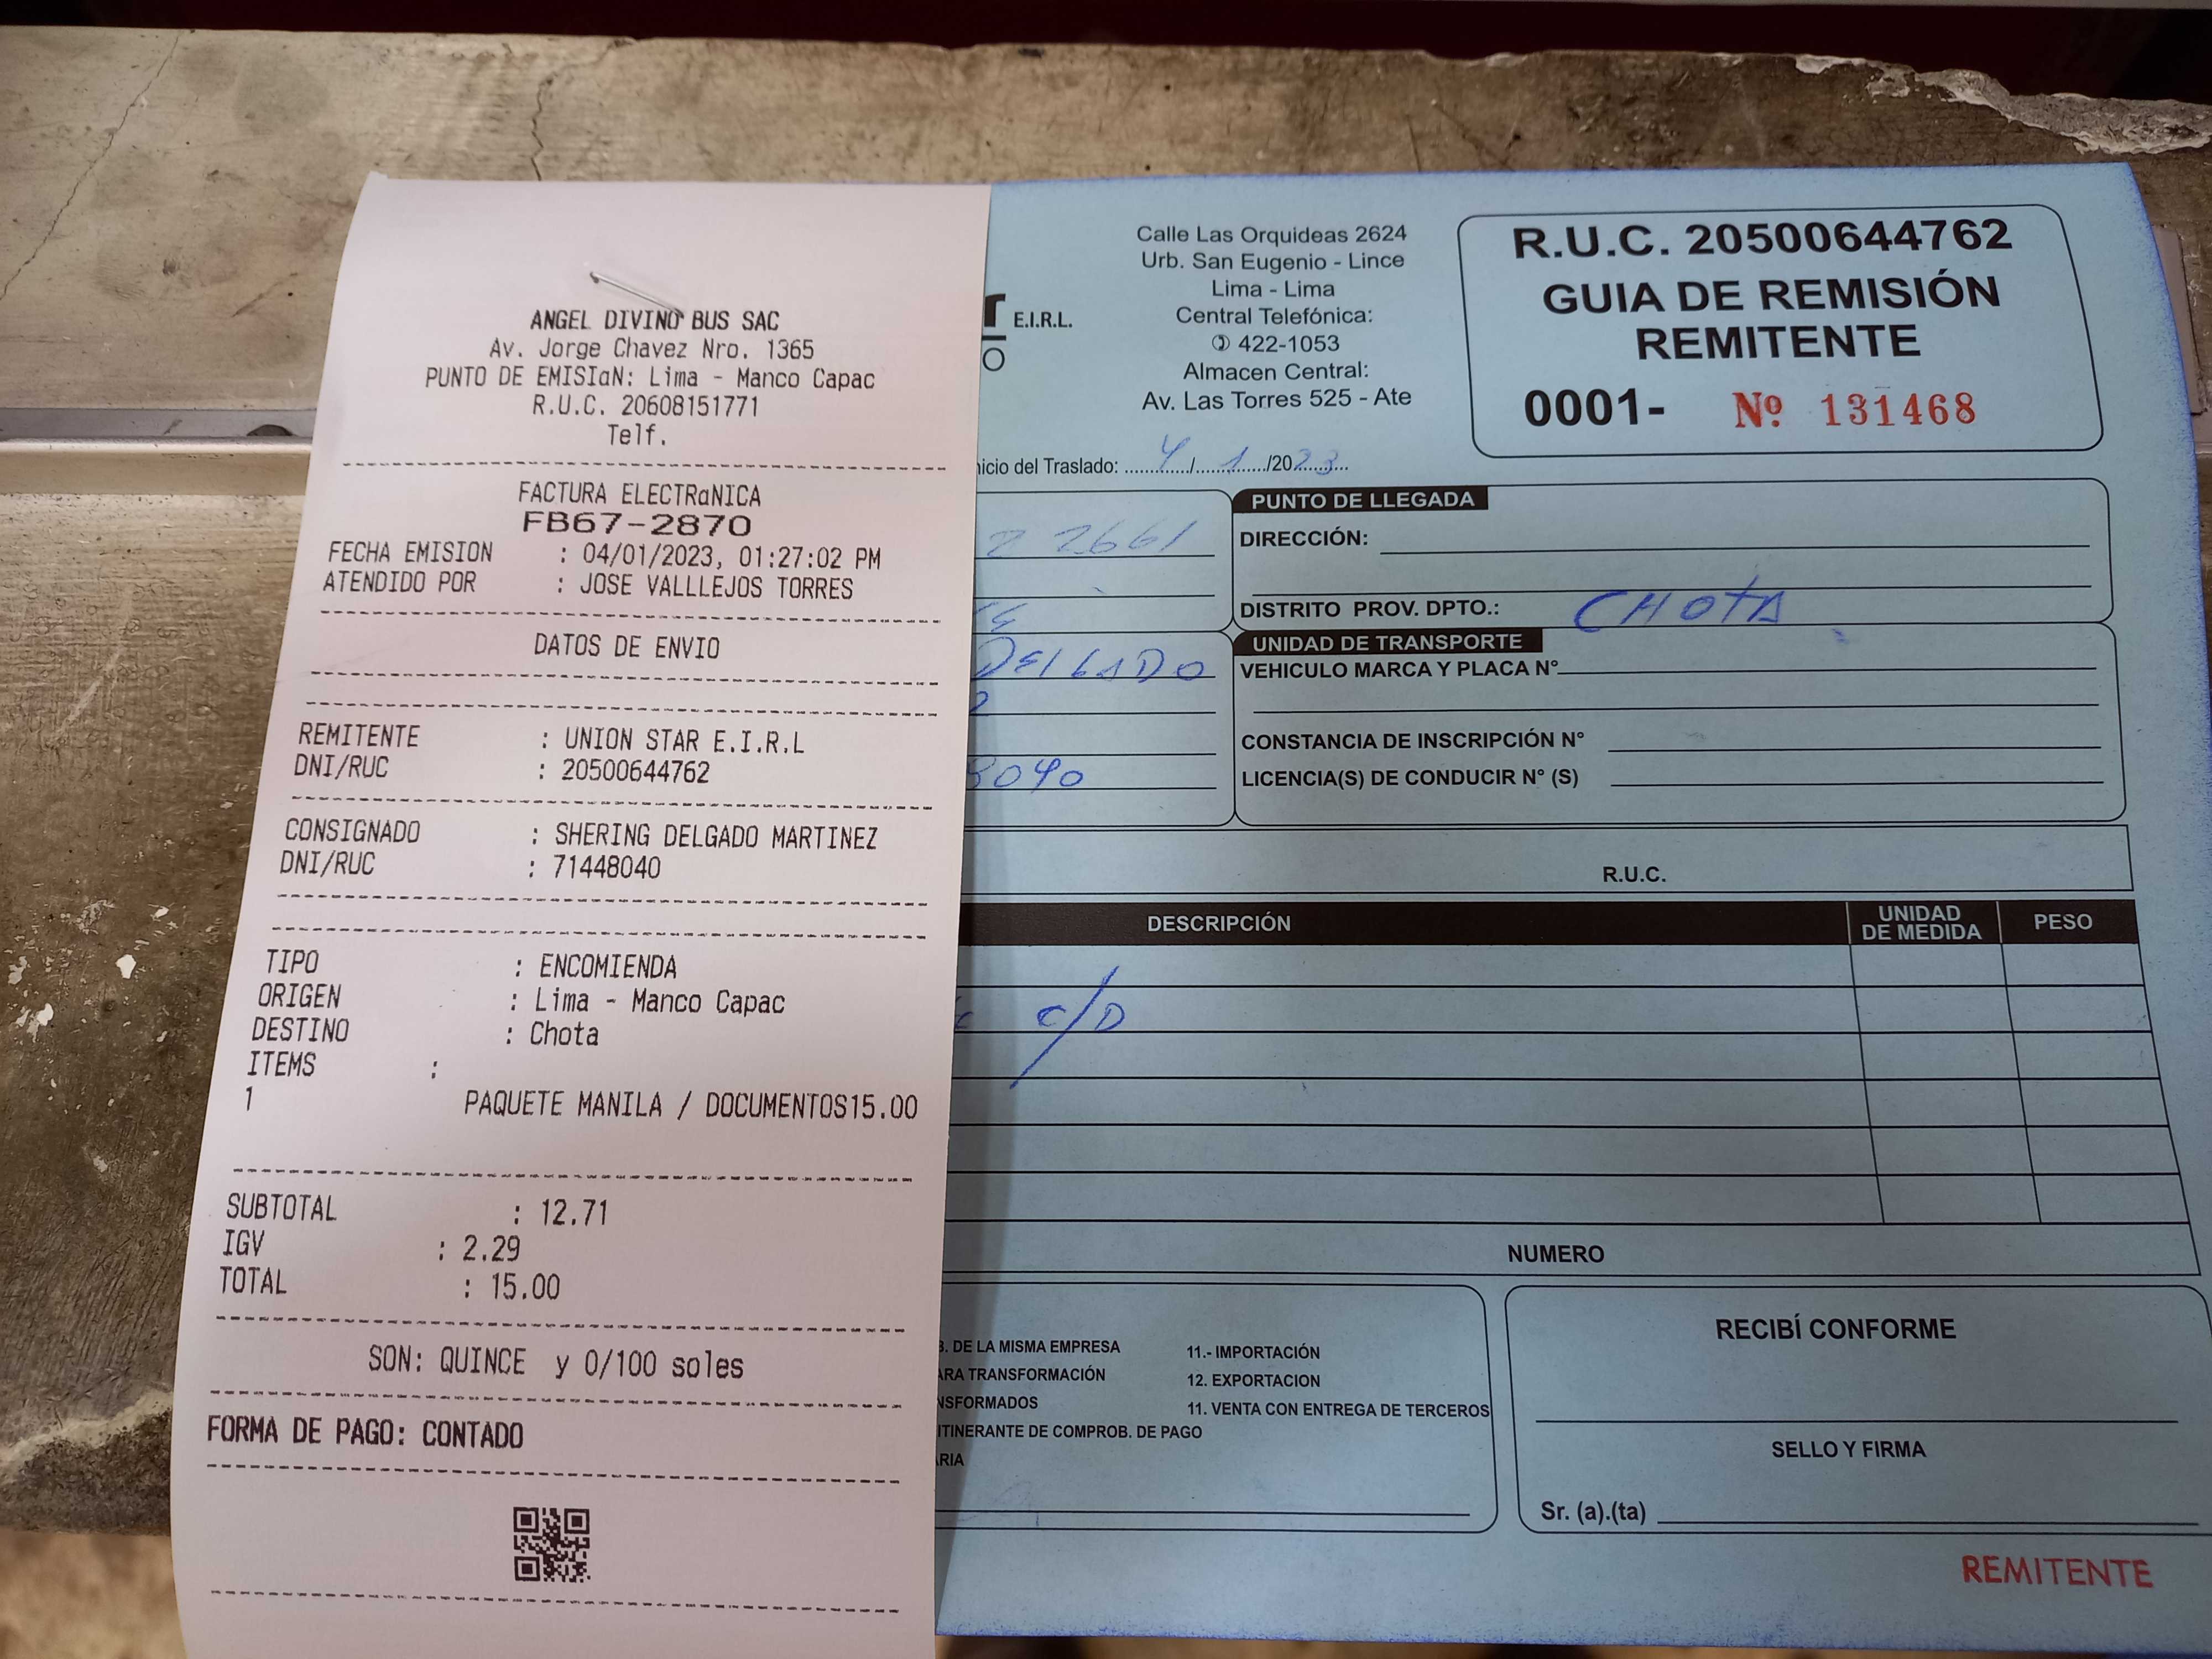 ANGEL DIVINO BUS SAC
Av. Jorge Chavez Nro. 1365
PUNTO DE EMISIaN: Lima - Manco Capac
R.U.C. 20608151771
Telf.
FACTURA ELECTRaNICA
FB67-2870
FECHA EMISION : 04/01/2023, 01:27:02 PM
ATENDIDO POR : JOSE VALLLEJOS TORRES
DATOS DE ENVIO
REMITENTE : UNION STAR E.I.R.L
DNI/RUC : 20500644762
CONSIGNADO : SHERING DELGADO MARTINEZ
DNI/RUC : 71448040
TIPO : ENCOMIENDA
ORIGEN : Lima - Manco Capac
DESTINO : Chota
ITEMS :
1 PAQUETE MANILA / DOCUMENTOS15.00
SUBTOTAL : 12.71
IGV : 2.29
TOTAL : 15.00
SON: QUINCE y 0/100 soles
FORMA DE PAGO: CONTADO
E.I.R.L.
Calle Las Orquideas 2624
Urb. San Eugenio - Lince
Lima - Lima
Central Telefónica:
422-1053
Almacen Central:
Av. Las Torres 525 - Ate
R.U.C. 20500644762
GUIA DE REMISIÓN
REMITENTE
0001- Nº 131468
nicio del Traslado: 4/1/2023
2 2661
DELGADO
8040
PUNTO DE LLEGADA
DIRECCIÓN:
DISTRITO PROV. DPTO.: CHOTA
UNIDAD DE TRANSPORTE
VEHICULO MARCA Y PLACA N°
CONSTANCIA DE INSCRIPCIÓN N°
LICENCIA(S) DE CONDUCIR N° (S)
R.U.C.
DESCRIPCIÓN UNIDAD DE MEDIDA PESO
c/D
NUMERO
B. DE LA MISMA EMPRESA
ARA TRANSFORMACIÓN
NSFORMADOS
ITINERANTE DE COMPROB. DE PAGO
ARIA
11.- IMPORTACIÓN
12. EXPORTACION
11. VENTA CON ENTREGA DE TERCEROS
RECIBÍ CONFORME
SELLO Y FIRMA
Sr. (a).(ta)
REMITENTE